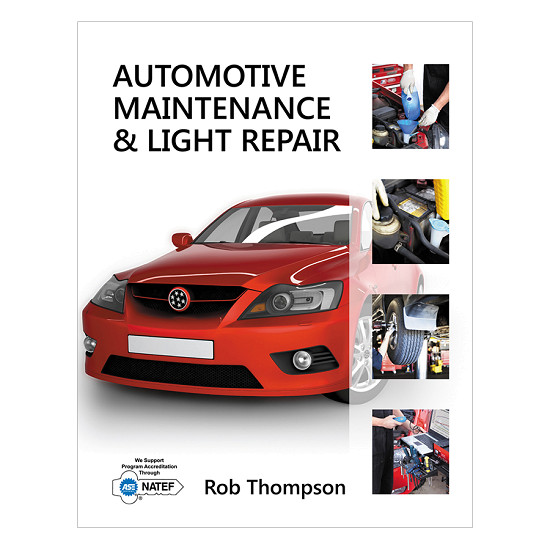 AUTOMOTIVE
MAINTENANCE
& LIGHT REPAIR
We Support
Program Accreditation
Through
ASE NATEF
®
Rob Thompson